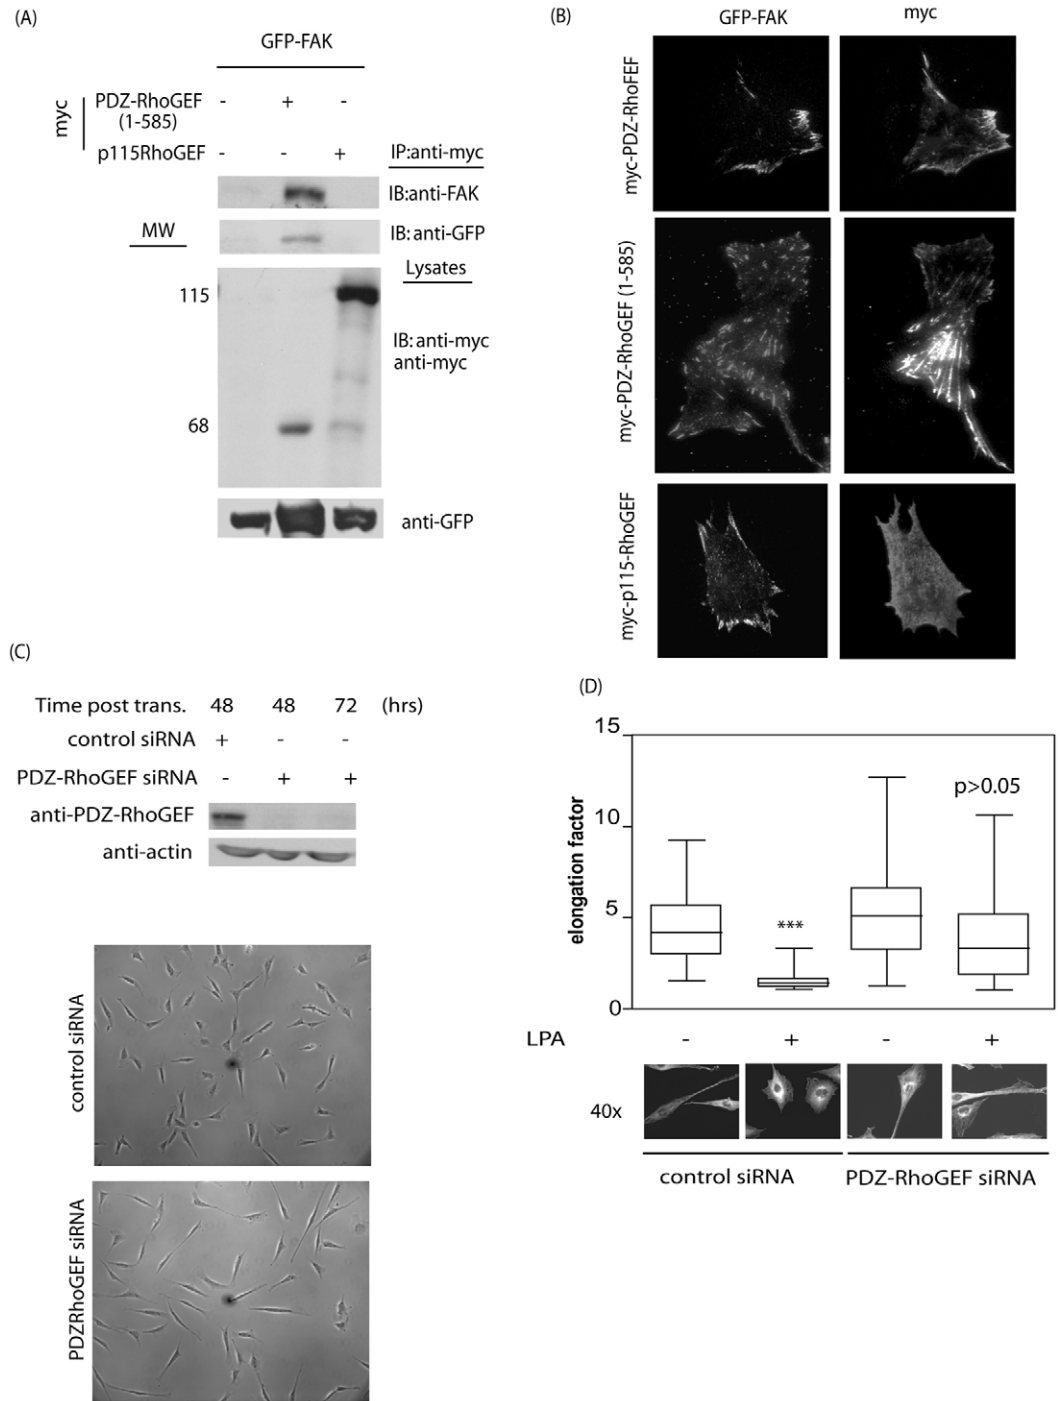 (A)
GFP-FAK
myc
PDZ-RhoGEF - + -
(1-585)
p115RhoGEF - - +
IP:anti-myc
IB:anti-FAK
MW
IB: anti-GFP
Lysates
115
IB: anti-myc
anti-myc
68
anti-GFP
(B)
GFP-FAK myc
myc-PDZ-RhoFEF
myc-PDZ-RhoGEF (1-585)
myc-p115-RhoGEF
(C)
Time post trans. 48 48 72 (hrs)
control siRNA + - -
PDZ-RhoGEF siRNA - + +
anti-PDZ-RhoGEF
anti-actin
control siRNA
PDZRhoGEF siRNA
(D)
15
10
5
0
elongation factor
***
p>0.05
LPA - + - +
40x
control siRNA PDZ-RhoGEF siRNA